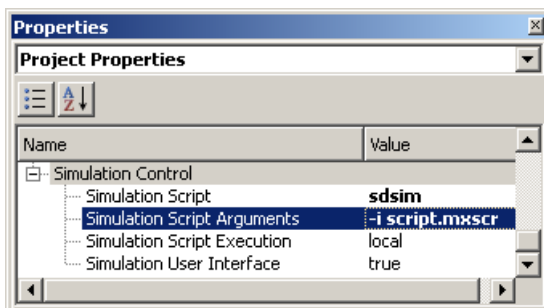 Properties
Project Properties
A
Z
Name Value
Simulation Control
Simulation Script sdsim
Simulation Script Arguments -i script.mxscr
Simulation Script Execution local
Simulation User Interface true